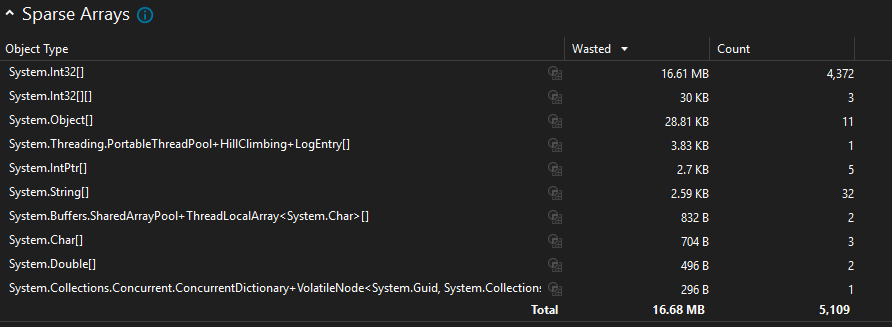 Sparse Arrays
Object Type Wasted Count
System.Int32[] 16.61 MB 4,372
System.Int32[][] 30 KB 3
System.Object[] 28.81 KB 11
System.Threading.PortableThreadPool+HillClimbing+LogEntry[] 3.83 KB 1
System.IntPtr[] 2.7 KB 5
System.String[] 2.59 KB 32
System.Buffers.SharedArrayPool+ThreadLocalArray<System.Char>[] 832 B 2
System.Char[] 704 B 3
System.Double[] 496 B 2
System.Collections.Concurrent.ConcurrentDictionary+VolatileNode<System.Guid, System.Collections 296 B 1
Total 16.68 MB 5,109